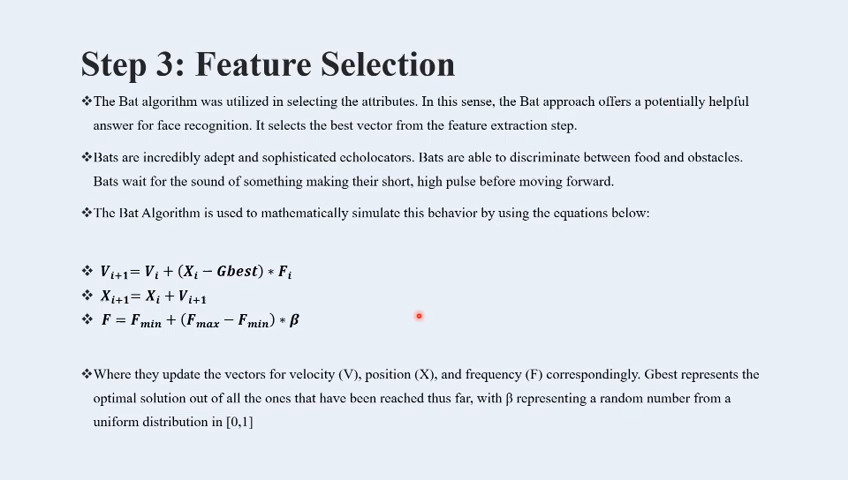 Step 3: Feature Selection
❖The Bat algorithm was utilized in selecting the attributes. In this sense, the Bat approach offers a potentially helpful
answer for face recognition. It selects the best vector from the feature extraction step.
❖Bats are incredibly adept and sophisticated echolocators. Bats are able to discriminate between food and obstacles.
Bats wait for the sound of something making their short, high pulse before moving forward.
❖The Bat Algorithm is used to mathematically simulate this behavior by using the equations below:
❖ Vᵢ₊₁= Vᵢ + (Xᵢ − Gbest) ∗ Fᵢ
❖ Xᵢ₊₁= Xᵢ + Vᵢ₊₁
❖ F = F_min + (F_max − F_min) ∗ β
❖Where they update the vectors for velocity (V), position (X), and frequency (F) correspondingly. Gbest represents the
optimal solution out of all the ones that have been reached thus far, with β representing a random number from a
uniform distribution in [0,1]